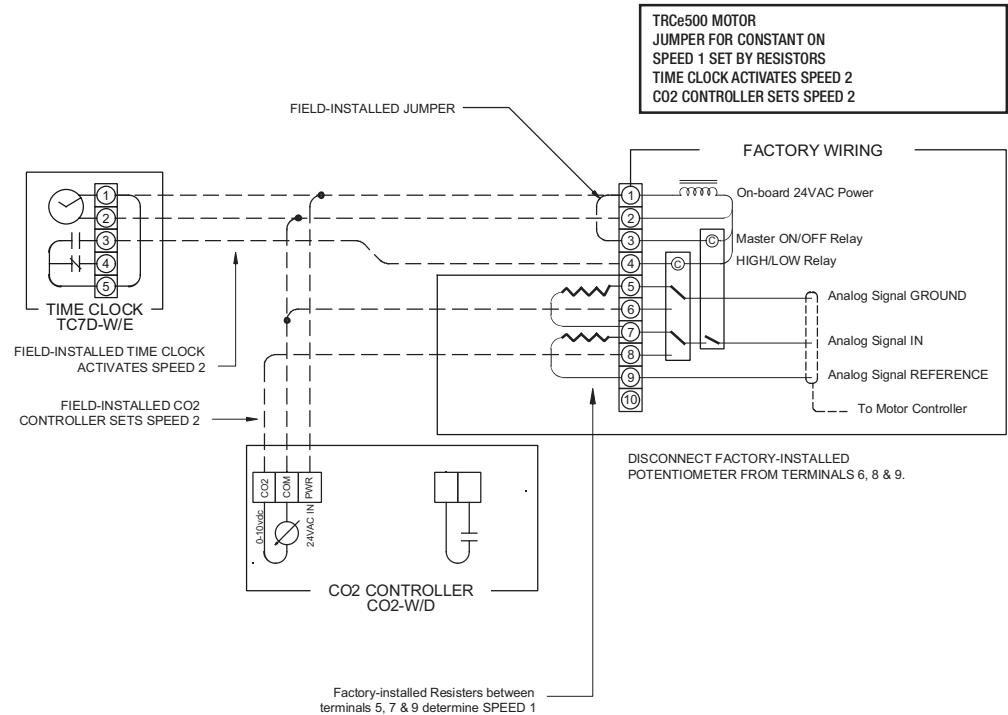 TRCe500 MOTOR
JUMPER FOR CONSTANT ON
SPEED 1 SET BY RESISTORS
TIME CLOCK ACTIVATES SPEED 2
CO2 CONTROLLER SETS SPEED 2
FIELD-INSTALLED JUMPER
FACTORY WIRING
1
2
3
4
5
TIME CLOCK
TC7D-W/E
1
2
3
4
5
6
7
8
9
10
On-board 24VAC Power
C
Master ON/OFF Relay
C
HIGH/LOW Relay
Analog Signal GROUND
Analog Signal IN
Analog Signal REFERENCE
To Motor Controller
FIELD-INSTALLED TIME CLOCK
ACTIVATES SPEED 2
FIELD-INSTALLED CO2
CONTROLLER SETS SPEED 2
DISCONNECT FACTORY-INSTALLED
POTENTIOMETER FROM TERMINALS 6, 8 & 9.
CO2
COM
PWR
0-10vdc
24VAC IN
CO2 CONTROLLER
CO2-W/D
Factory-installed Resisters between
terminals 5, 7 & 9 determine SPEED 1